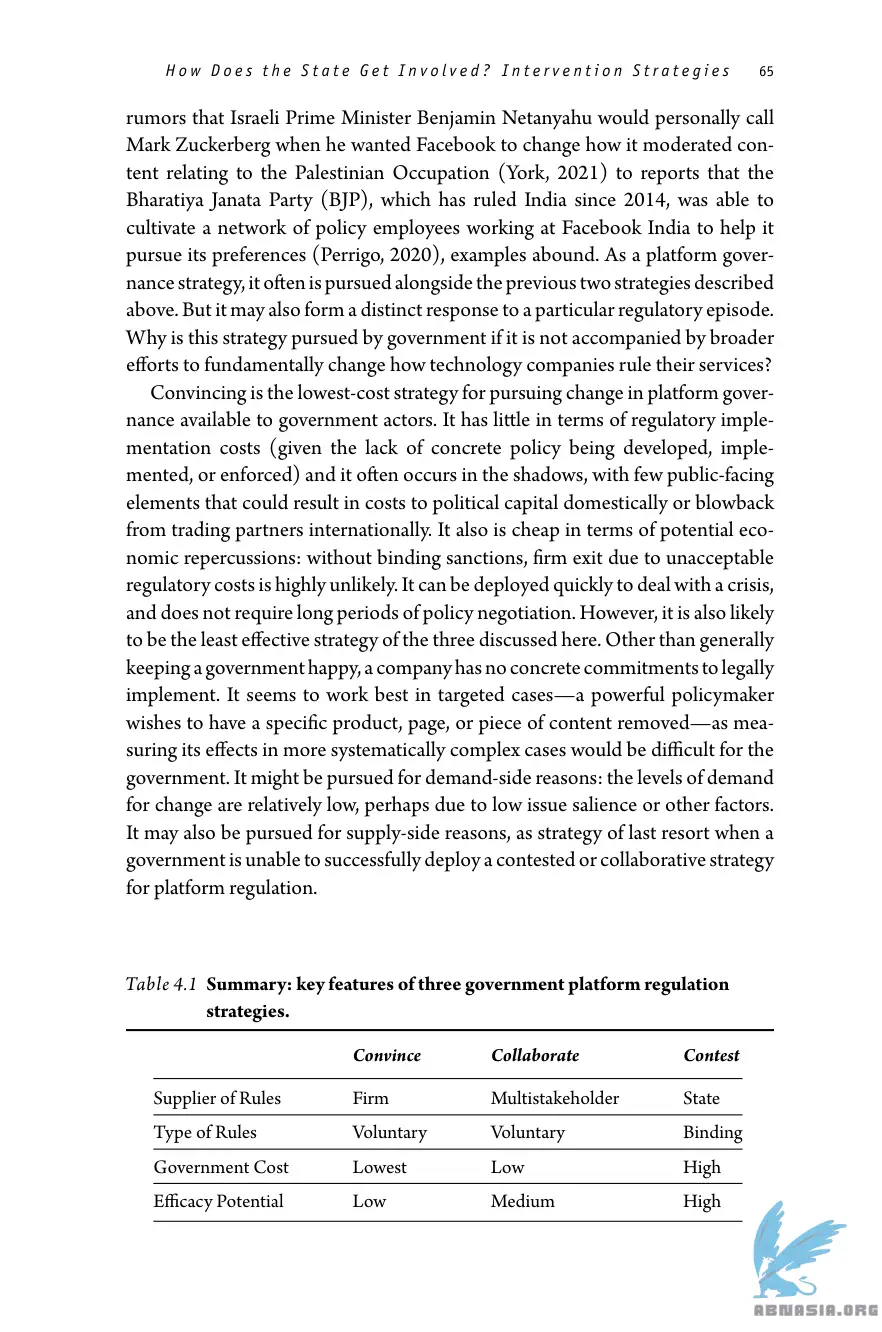 How Does the State Get Involved? Intervention Strategies 65
rumors that Israeli Prime Minister Benjamin Netanyahu would personally call
Mark Zuckerberg when he wanted Facebook to change how it moderated con-
tent relating to the Palestinian Occupation (York, 2021) to reports that the
Bharatiya Janata Party (BJP), which has ruled India since 2014, was able to
cultivate a network of policy employees working at Facebook India to help it
pursue its preferences (Perrigo, 2020), examples abound. As a platform gover-
nance strategy, it often is pursued alongside the previous two strategies described
above. But it may also form a distinct response to a particular regulatory episode.
Why is this strategy pursued by government if it is not accompanied by broader
efforts to fundamentally change how technology companies rule their services?
Convincing is the lowest-cost strategy for pursuing change in platform gover-
nance available to government actors. It has little in terms of regulatory imple-
mentation costs (given the lack of concrete policy being developed, imple-
mented, or enforced) and it often occurs in the shadows, with few public-facing
elements that could result in costs to political capital domestically or blowback
from trading partners internationally. It also is cheap in terms of potential eco-
nomic repercussions: without binding sanctions, firm exit due to unacceptable
regulatory costs is highly unlikely. It can be deployed quickly to deal with a crisis,
and does not require long periods of policy negotiation. However, it is also likely
to be the least effective strategy of the three discussed here. Other than generally
keeping a government happy, a company has no concrete commitments to legally
implement. It seems to work best in targeted cases—a powerful policymaker
wishes to have a specific product, page, or piece of content removed—as mea-
suring its effects in more systematically complex cases would be difficult for the
government. It might be pursued for demand-side reasons: the levels of demand
for change are relatively low, perhaps due to low issue salience or other factors.
It may also be pursued for supply-side reasons, as strategy of last resort when a
government is unable to successfully deploy a contested or collaborative strategy
for platform regulation.
Table 4.1 Summary: key features of three government platform regulation
strategies.
Convince Collaborate Contest
Supplier of Rules Firm Multistakeholder State
Type of Rules Voluntary Voluntary Binding
Government Cost Lowest Low High
Efficacy Potential Low Medium High
ABNASIA.ORG